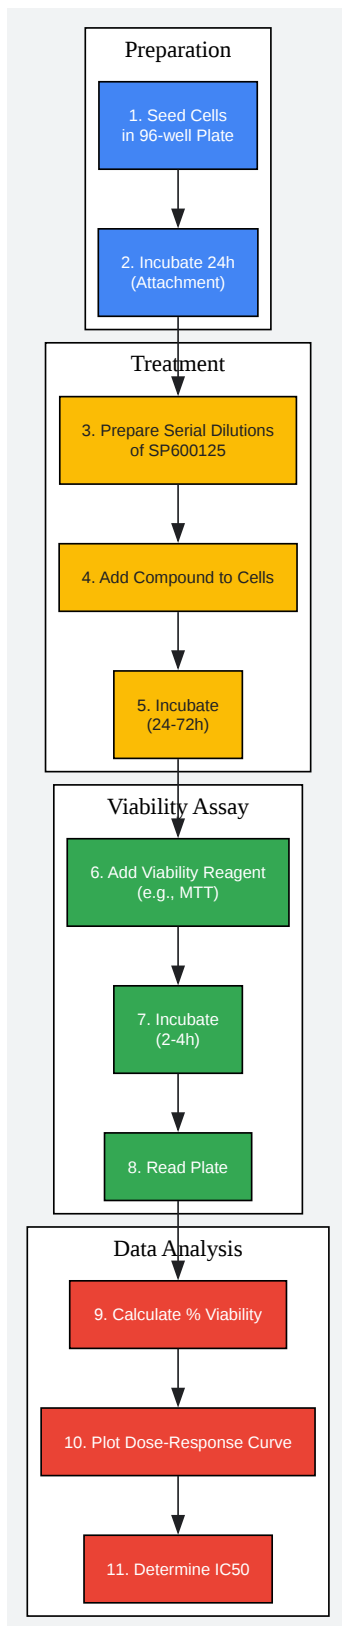 Preparation
1. Seed Cells
in 96-well Plate
2. Incubate 24h
(Attachment)
Treatment
3. Prepare Serial Dilutions
of SP600125
4. Add Compound to Cells
5. Incubate
(24-72h)
Viability Assay
6. Add Viability Reagent
(e.g., MTT)
7. Incubate
(2-4h)
8. Read Plate
Data Analysis
9. Calculate % Viability
10. Plot Dose-Response Curve
11. Determine IC50